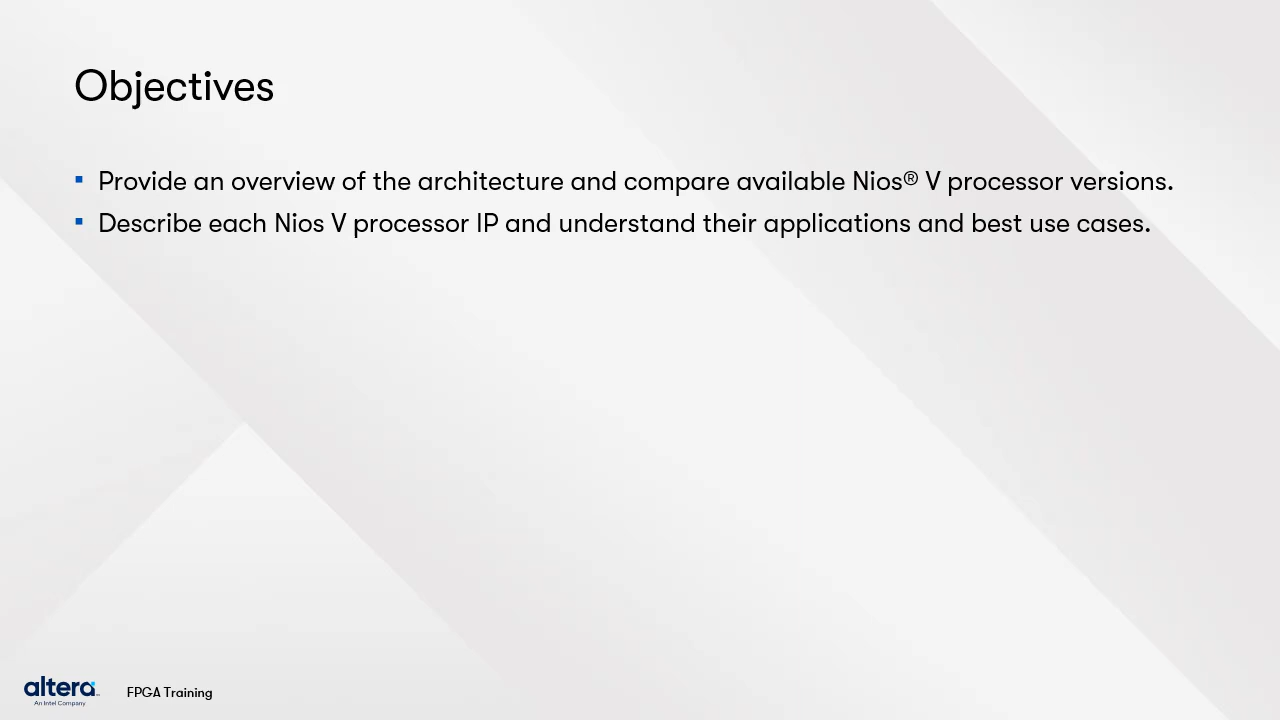 Objectives
▪ Provide an overview of the architecture and compare available Nios® V processor versions.
▪ Describe each Nios V processor IP and understand their applications and best use cases.
altera™
An Intel Company
FPGA Training